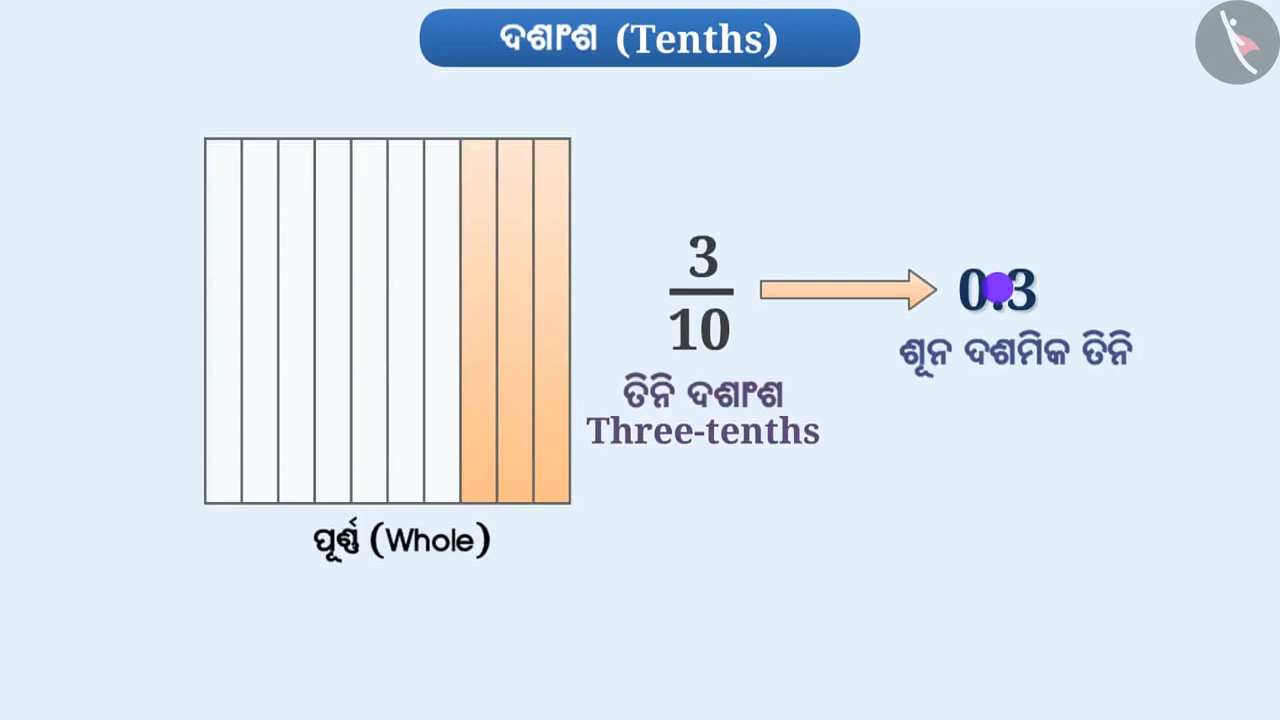 ଦଶାଂଶ (Tenths)
3
10
0.3
ଶୂନ ଦଶମିକ ତିନି
ତିନି ଦଶାଂଶ
Three-tenths
ପୂର୍ଣ୍ଣ (Whole)